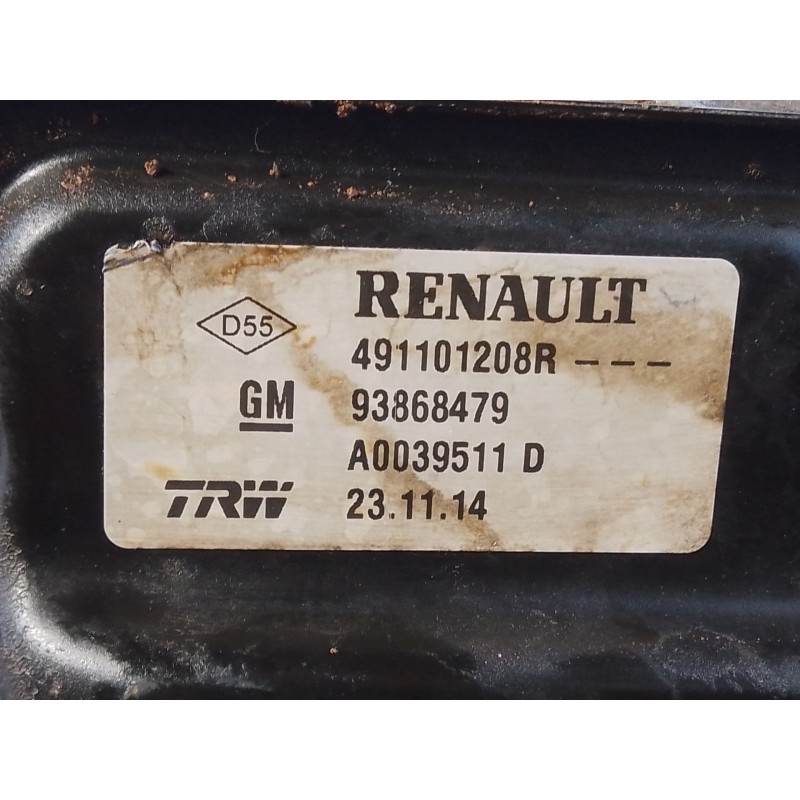 RENAULT
D55
491101208R ---
GM 93868479
A0039511 D
TRW 23.11.14